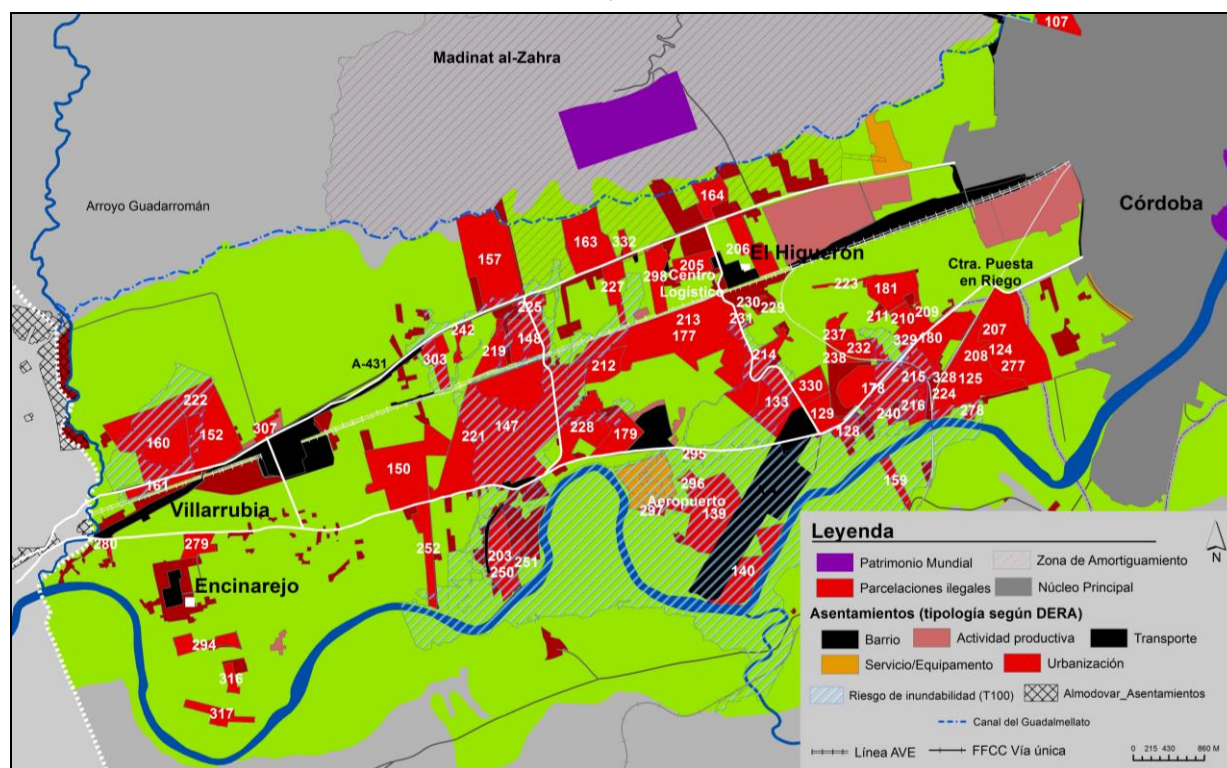 107
Madinat al-Zahra
Arroyo Guadarromán
Córdoba
164
163
332
157
206
El Higuerón
205
298
Centro
Logístico
227
Ctra. Puesta
en Riego
223
181
230
229
231
225
213
177
242
148
219
303
A-431
212
214
211
210
209
237
232
238
329
180
207
208
124
277
215
328
125
224
278
216
240
178
330
129
128
133
222
160
152
307
161
150
221
147
228
179
295
296
Aeropuerto
297
139
159
140
Villarrubia
280
279
252
203
251
250
Encinarejo
294
316
317
Leyenda
N
Patrimonio Mundial
Zona de Amortiguamiento
Parcelaciones ilegales
Núcleo Principal
Asentamientos (tipología según DERA)
Barrio
Actividad productiva
Transporte
Servicio/Equipamento
Urbanización
Riesgo de inundabilidad (T100)
Almodovar_Asentamientos
Canal del Guadalmellato
Línea AVE
FFCC Vía única
0 215 430 860 M